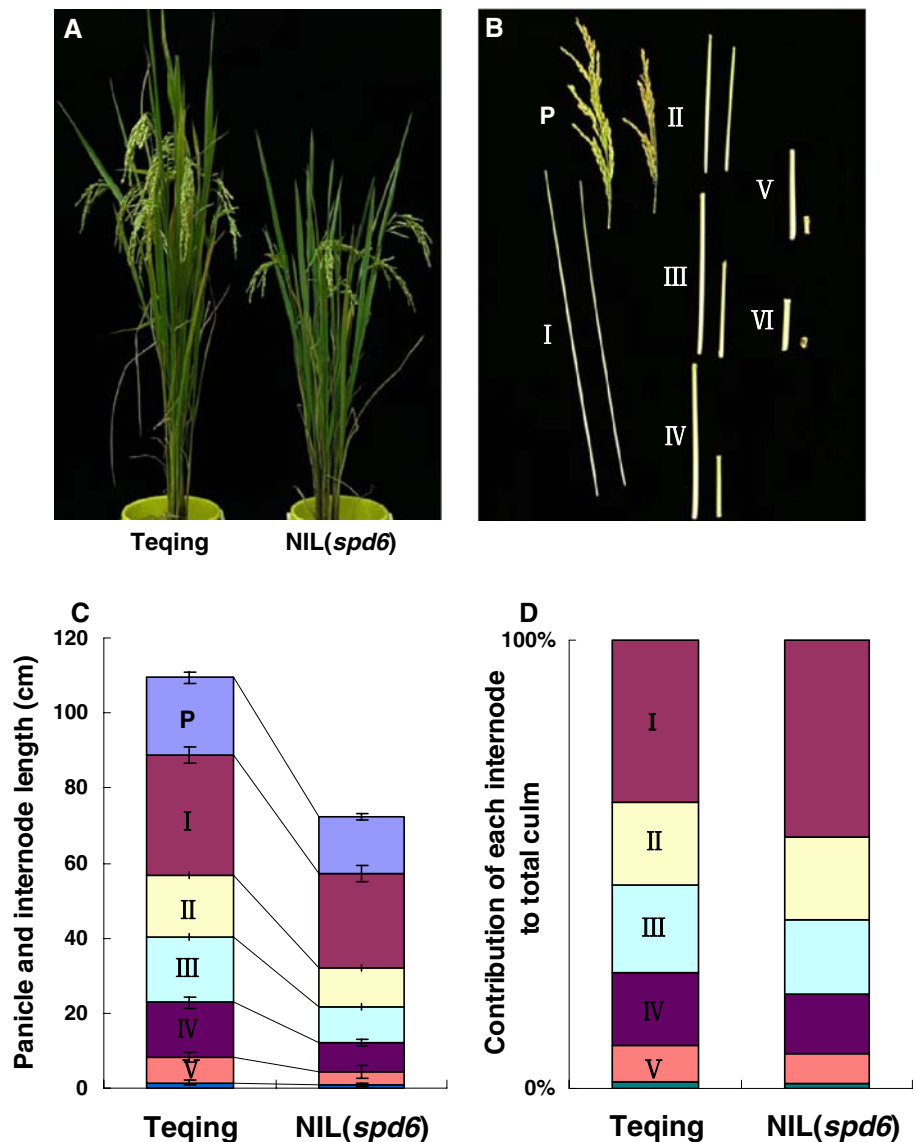 A
Teqing NIL(spd6)
B
P
I
II
III
IV
V
VI
C
Panicle and internode length (cm)
120
100
80
60
40
20
0
P
I
II
III
IV
V
Teqing NIL(spd6)
D
Contribution of each internode
to total culm
100%
0%
I
II
III
IV
V
Teqing NIL(spd6)